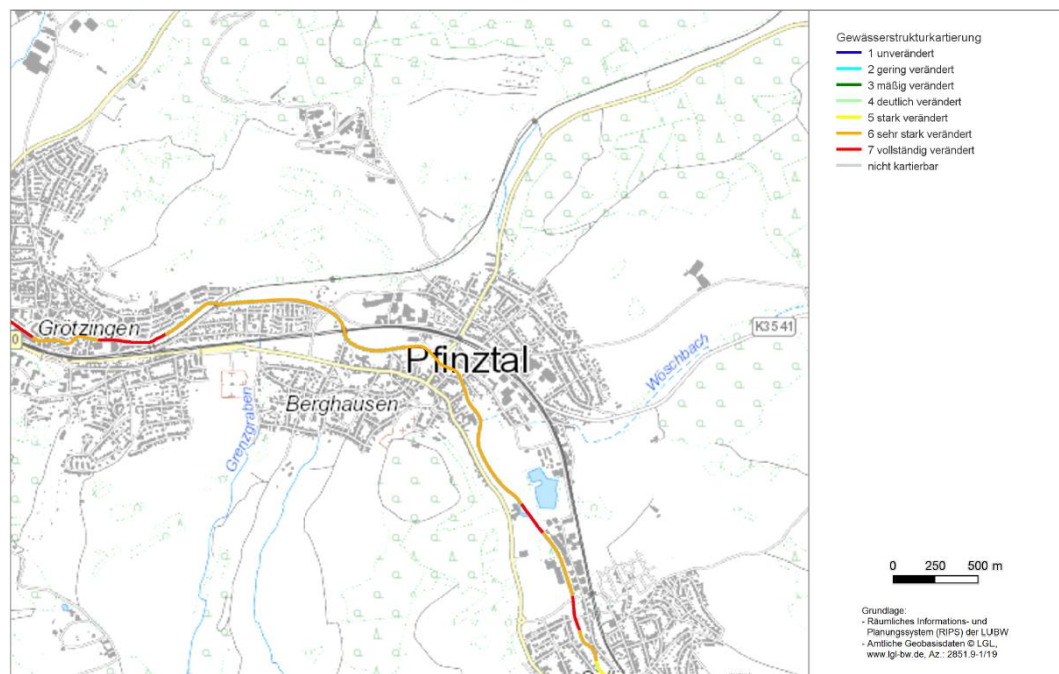 Gewässerstrukturkartierung
1 unverändert
2 gering verändert
3 mäßig verändert
4 deutlich verändert
5 stark verändert
6 sehr stark verändert
7 vollständig verändert
nicht kartierbar
K3541
Wöschbach
Grötzingen
0
Pfinztal
Berghausen
Grenzgraben
0 250 500 m
Grundlage:
- Räumliches Informations- und
Planungssystem (RIPS) der LUBW
- Amtliche Geobasisdaten © LGL,
www.lgl-bw.de, Az.: 2851.9-1/19